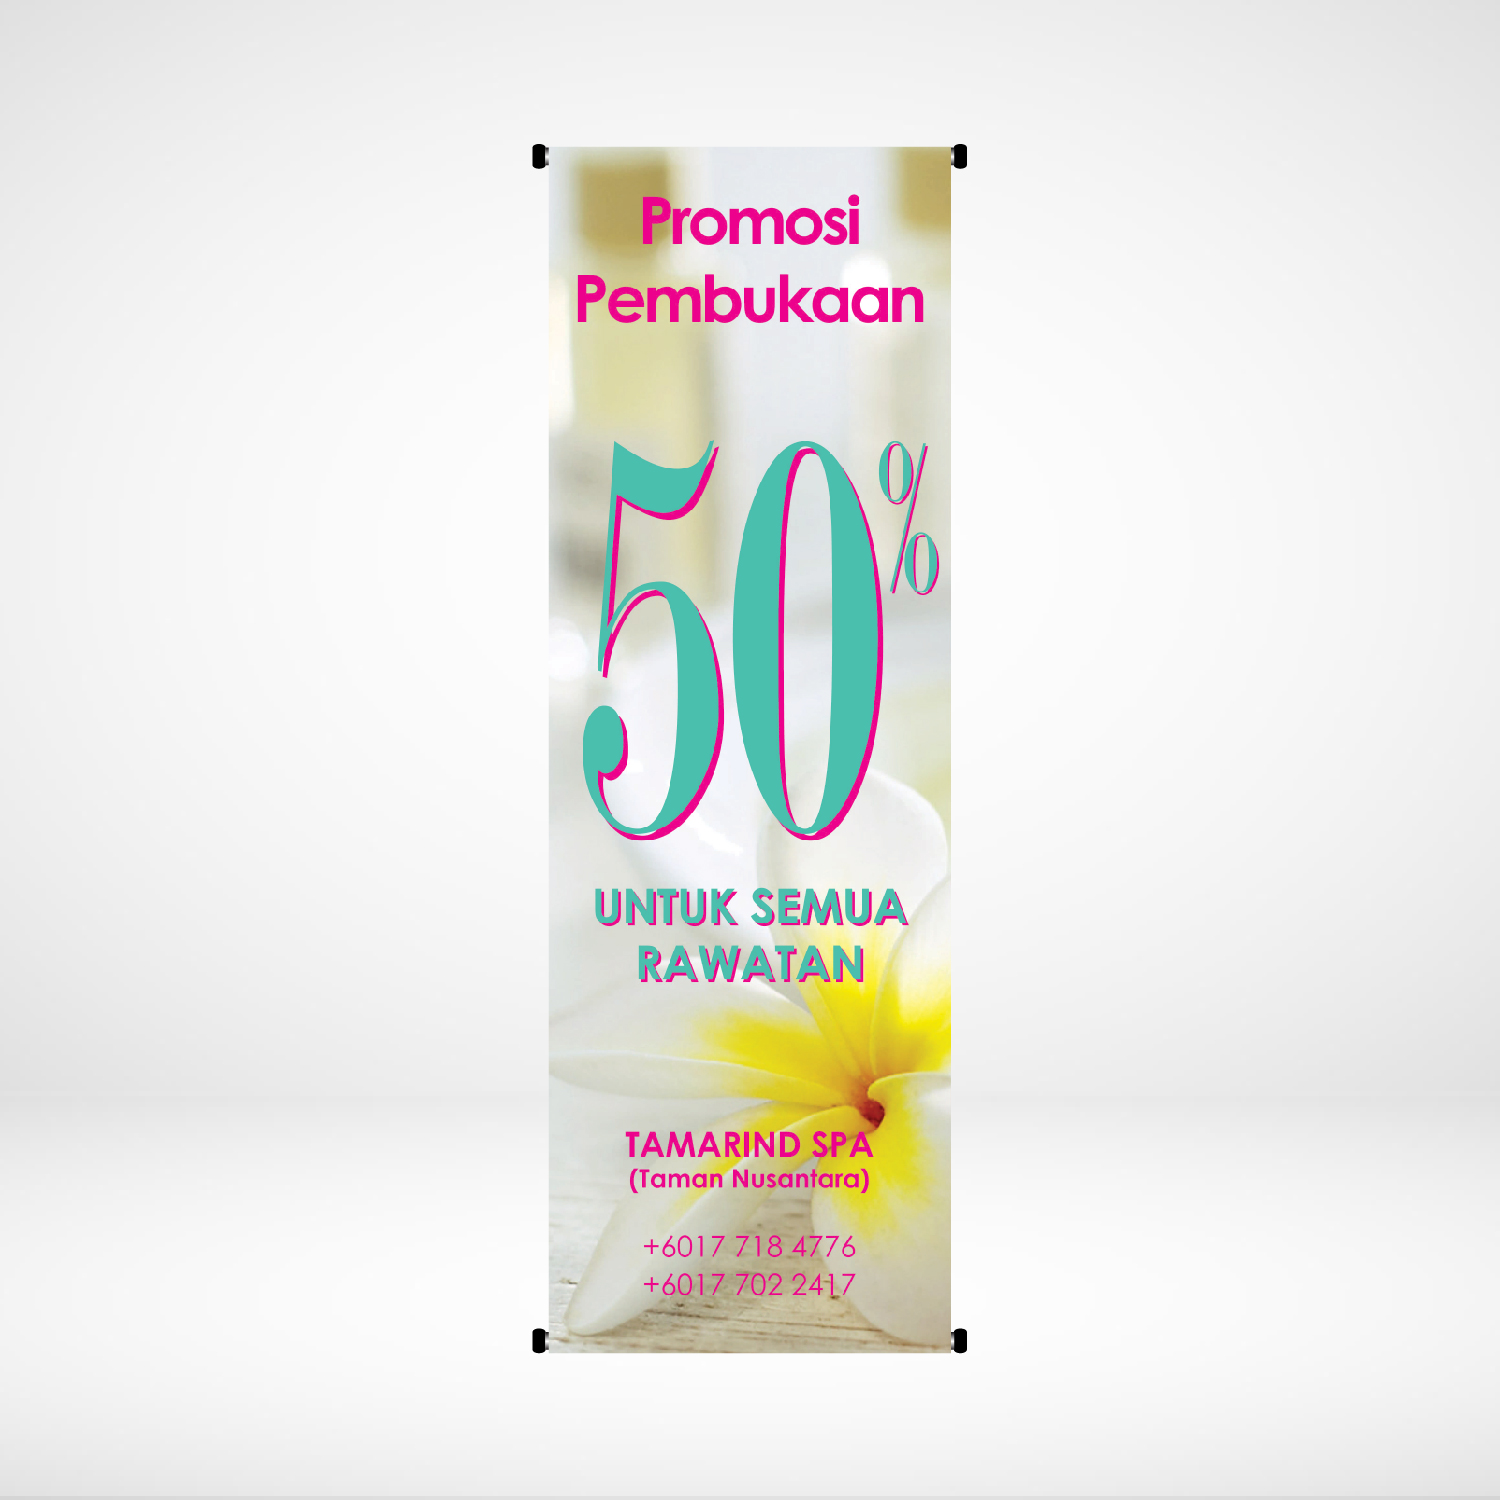 Promosi
Pembukaan
50%
UNTUK SEMUA
RAWATAN
TAMARIND SPA
(Taman Nusantara)
+6017 718 4776
+6017 702 2417